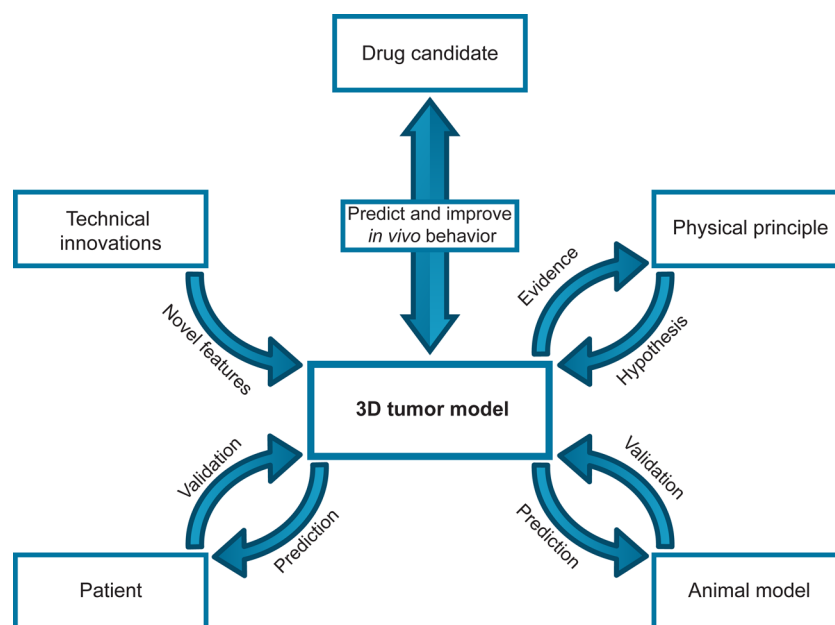 Drug candidate
Technical
innovations
Predict and improve
in vivo behavior
Physical principle
Evidence
Novel features
Hypothesis
3D tumor model
Validation
Validation
Prediction
Prediction
Patient
Animal model